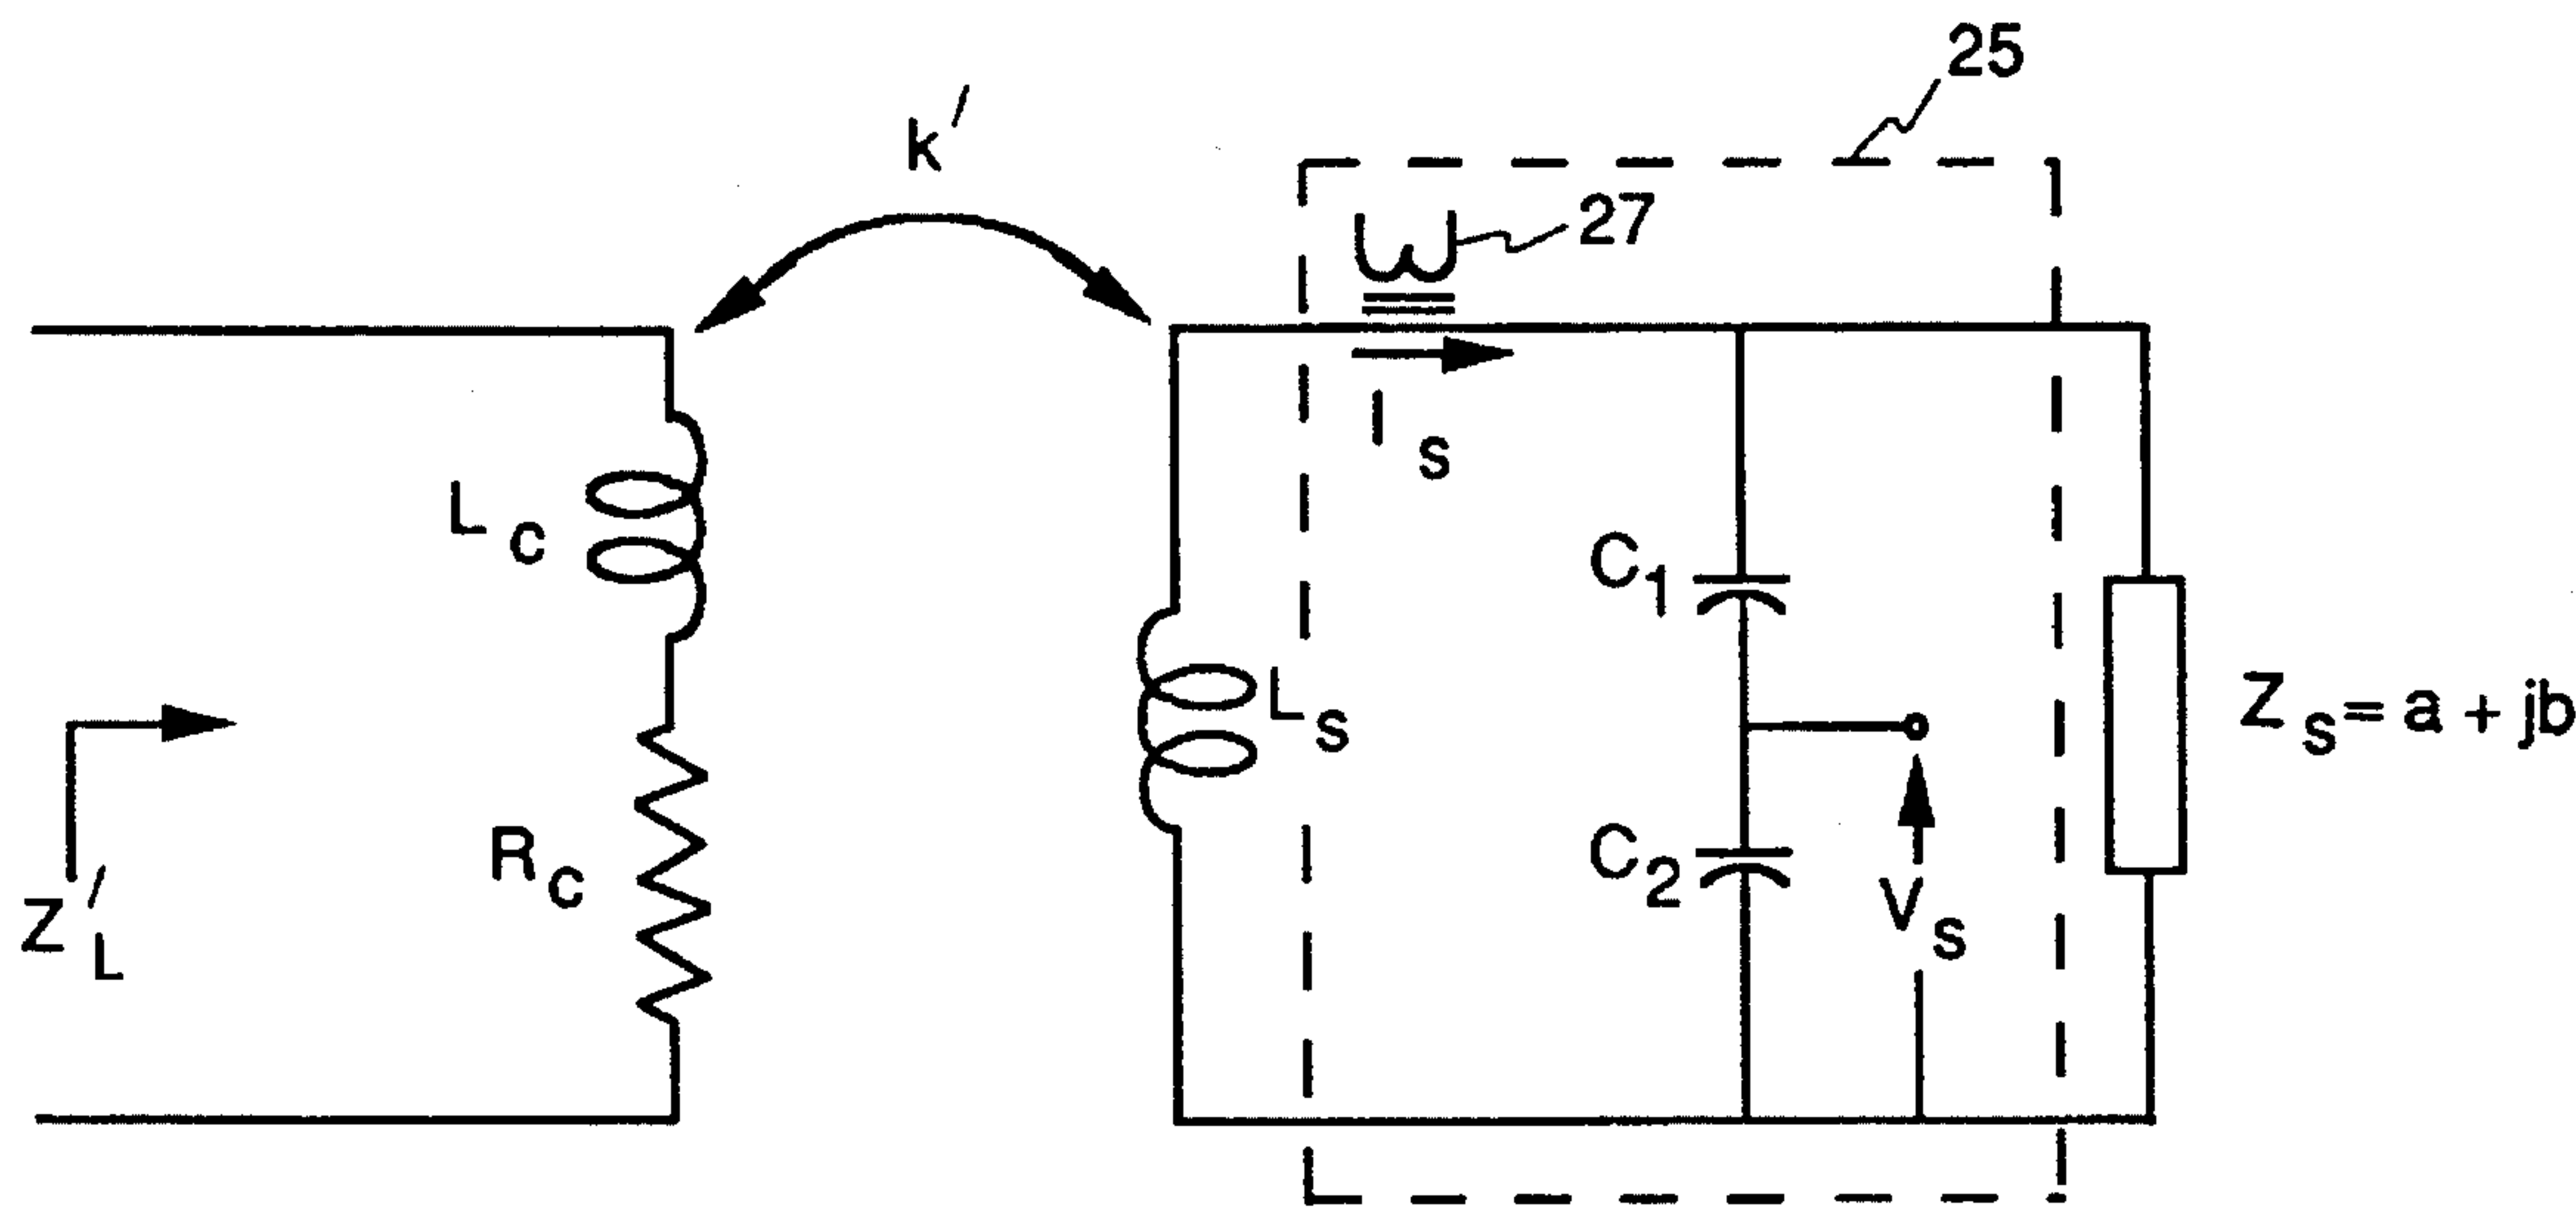 25
k′
27
I s
L c
C 1
L s
Z s = a + jb
R c
C 2
V s
Z′ L